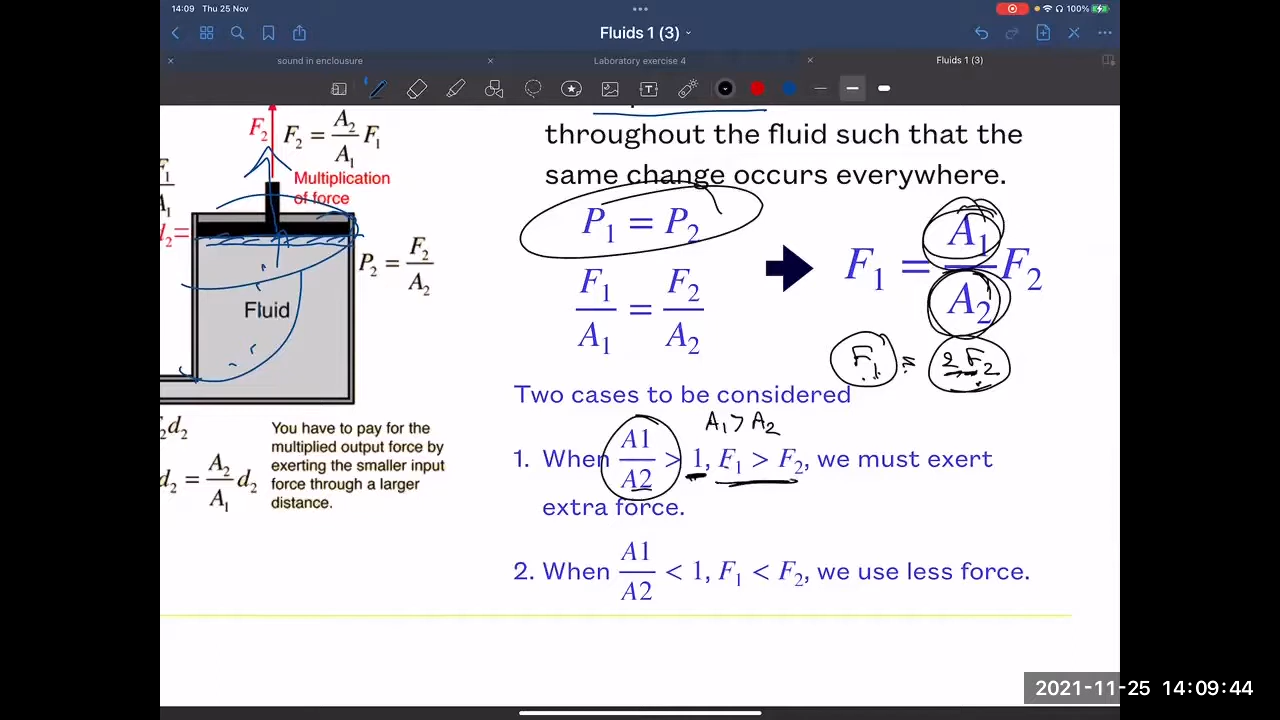 14:09 Thu 25 Nov
100%
Fluids 1 (3)
sound in enclousure
Laboratory exercise 4
Fluids 1 (3)
F₂
F₂ = A₂/A₁ F₁
Multiplication
of force
F₁
A₁
d₂ =
P₂ = F₂/A₂
Fluid
₂d₂
d₂ = A₂/A₁ d₂
You have to pay for the
multiplied output force by
exerting the smaller input
force through a larger
distance.
throughout the fluid such that the
same change occurs everywhere.
P₁ = P₂
F₁/A₁ = F₂/A₂
F₁ = A₁/A₂ F₂
F₁ = 2F₂
Two cases to be considered
A₁ > A₂
1. When A1/A2 > 1, F₁ > F₂, we must exert
extra force.
2. When A1/A2 < 1, F₁ < F₂, we use less force.
2021-11-25 14:09:44